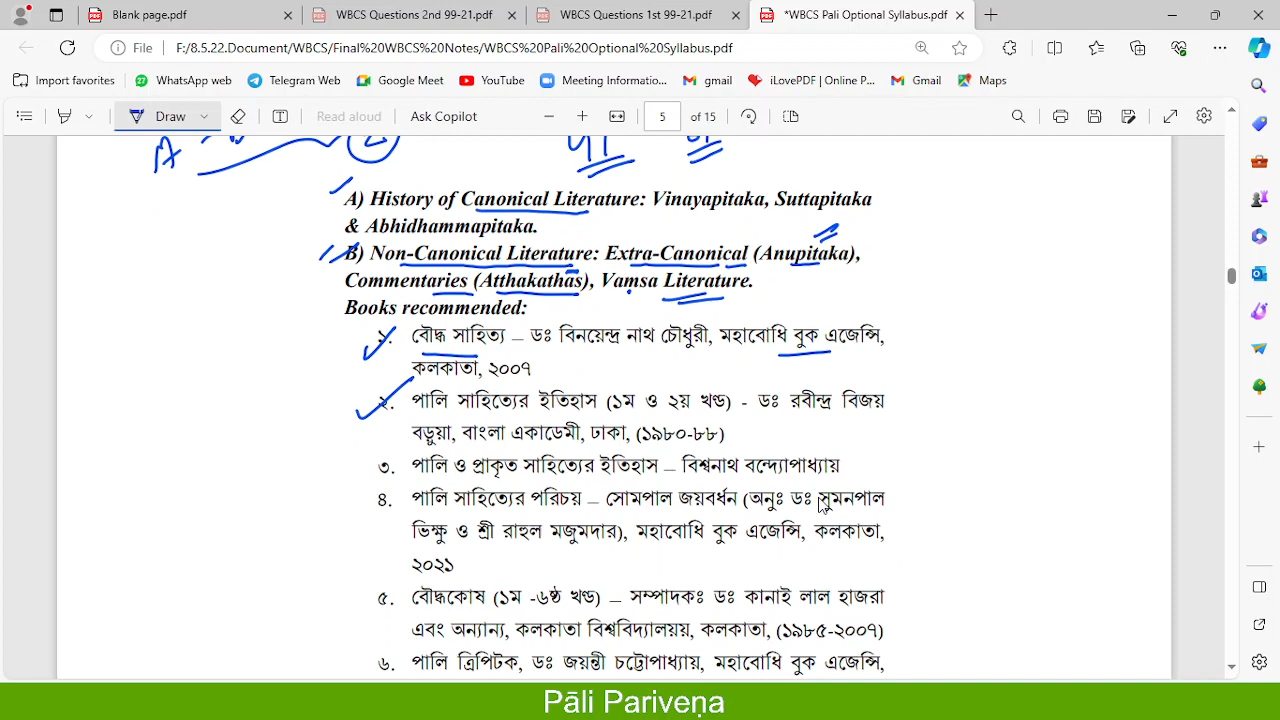 Blank page.pdf
WBCS Questions 2nd 99-21.pdf
WBCS Questions 1st 99-21.pdf
*WBCS Pali Optional Syllabus.pdf
File
F:/8.5.22.Document/WBCS/Final%20WBCS%20Notes/WBCS%20Pali%20Optional%20Syllabus.pdf
Import favorites
WhatsApp web
Telegram Web
Google Meet
YouTube
Meeting Informatio...
gmail
iLovePDF | Online P...
Gmail
Maps
Draw
Read aloud
Ask Copilot
5 of 15
A
A) History of Canonical Literature: Vinayapitaka, Suttapitaka
& Abhidhammapitaka.
B) Non-Canonical Literature: Extra-Canonical (Anupitaka),
Commentaries (Atthakathas), Vamsa Literature.
Books recommended:
১. বৌদ্ধ সাহিত্য – ডঃ বিনয়েন্দ্র নাথ চৌধুরী, মহাবোধি বুক এজেন্সি,
কলকাতা, ২০০৭
২. পালি সাহিত্যের ইতিহাস (১ম ও ২য় খন্ড) - ডঃ রবীন্দ্র বিজয়
বড়ুয়া, বাংলা একাডেমী, ঢাকা, (১৯৮০-৮৮)
৩. পালি ও প্রাকৃত সাহিত্যের ইতিহাস – বিশ্বনাথ বন্দ্যোপাধ্যায়
৪. পালি সাহিত্যের পরিচয় – সোমপাল জয়বর্ধন (অনুঃ ডঃ সুমনপাল
ভিক্ষু ও শ্রী রাহুল মজুমদার), মহাবোধি বুক এজেন্সি, কলকাতা,
২০২১
৫. বৌদ্ধকোষ (১ম -৬ষ্ঠ খন্ড) – সম্পাদকঃ ডঃ কানাই লাল হাজরা
এবং অন্যান্য, কলকাতা বিশ্ববিদ্যালয়য়, কলকাতা, (১৯৮৫-২০০৭)
৬. পালি ত্রিপিটক, ডঃ জয়ন্তী চট্টোপাধ্যায়, মহাবোধি বুক এজেন্সি,
Pāli Pariveṇa